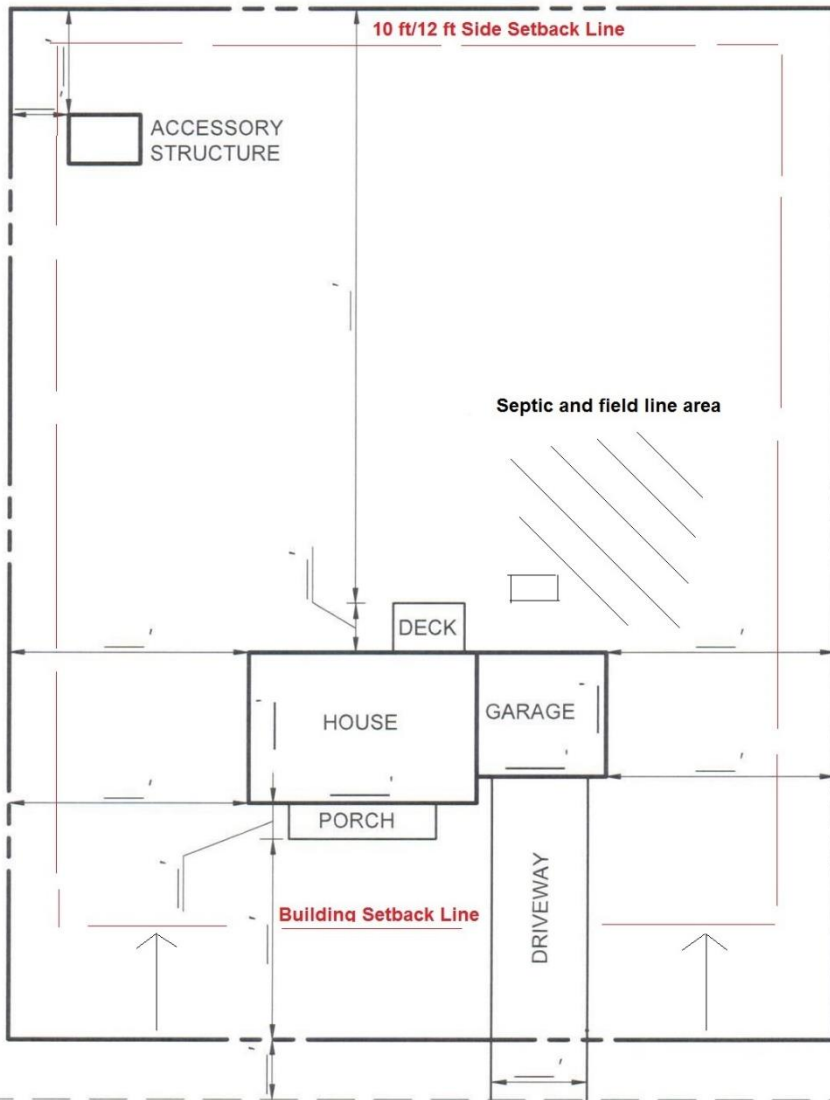 10 ft/12 ft Side Setback Line
ACCESSORY
STRUCTURE
Septic and field line area
DECK
HOUSE
GARAGE
PORCH
Building Setback Line
DRIVEWAY